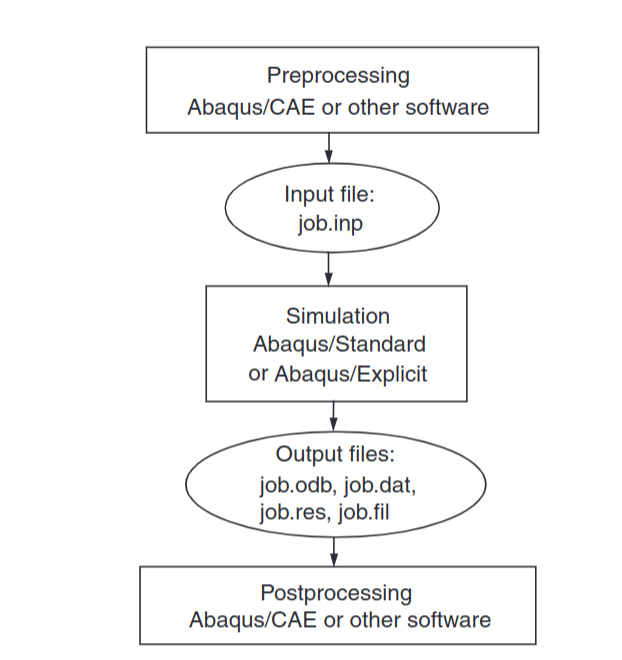 Preprocessing
Abaqus/CAE or other software
Input file:
job.inp
Simulation
Abaqus/Standard
or Abaqus/Explicit
Output files:
job.odb, job.dat,
job.res, job.fil
Postprocessing
Abaqus/CAE or other software